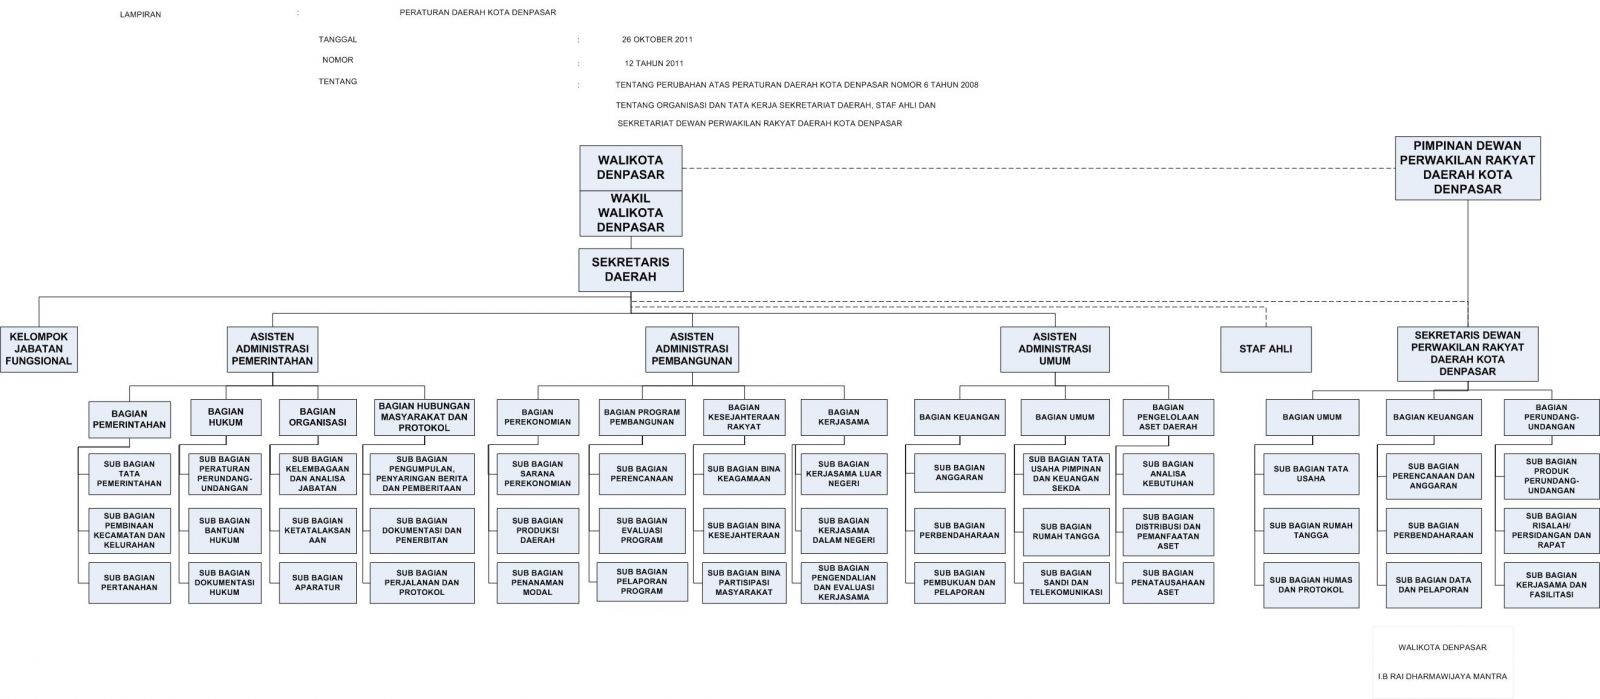 LAMPIRAN : PERATURAN DAERAH KOTA DENPASAR
TANGGAL : 26 OKTOBER 2011
NOMOR : 12 TAHUN 2011
TENTANG : TENTANG PERUBAHAN ATAS PERATURAN DAERAH KOTA DENPASAR NOMOR 6 TAHUN 2008
TENTANG ORGANISASI DAN TATA KERJA SEKRETARIAT DAERAH, STAF AHLI DAN
SEKRETARIAT DEWAN PERWAKILAN RAKYAT DAERAH KOTA DENPASAR
WALIKOTA
DENPASAR
WAKIL
WALIKOTA
DENPASAR
PIMPINAN DEWAN
PERWAKILAN RAKYAT
DAERAH KOTA
DENPASAR
SEKRETARIS
DAERAH
KELOMPOK
JABATAN
FUNGSIONAL
ASISTEN
ADMINISTRASI
PEMERINTAHAN
ASISTEN
ADMINISTRASI
PEMBANGUNAN
ASISTEN
ADMINISTRASI
UMUM
STAF AHLI
SEKRETARIS DEWAN
PERWAKILAN RAKYAT
DAERAH KOTA
DENPASAR
BAGIAN
PEMERINTAHAN
BAGIAN
HUKUM
BAGIAN
ORGANISASI
BAGIAN HUBUNGAN
MASYARAKAT DAN
PROTOKOL
BAGIAN
PEREKONOMIAN
BAGIAN PROGRAM
PEMBANGUNAN
BAGIAN
KESEJAHTERAAN
RAKYAT
BAGIAN
KERJASAMA
BAGIAN KEUANGAN
BAGIAN UMUM
BAGIAN
PENGELOLAAN
ASET DAERAH
BAGIAN UMUM
BAGIAN KEUANGAN
BAGIAN
PERUNDANG-
UNDANGAN
SUB BAGIAN
TATA
PEMERINTAHAN
SUB BAGIAN
PERATURAN
PERUNDANG-
UNDANGAN
SUB BAGIAN
KELEMBAGAAN
DAN ANALISA
JABATAN
SUB BAGIAN
PENGUMPULAN,
PENYARINGAN BERITA
DAN PEMBERITAAN
SUB BAGIAN
SARANA
PEREKONOMIAN
SUB BAGIAN
PERENCANAAN
SUB BAGIAN BINA
KEAGAMAAN
SUB BAGIAN
KERJASAMA LUAR
NEGERI
SUB BAGIAN
ANGGARAN
SUB BAGIAN TATA
USAHA PIMPINAN
DAN KEUANGAN
SEKDA
SUB BAGIAN
ANALISA
KEBUTUHAN
SUB BAGIAN TATA
USAHA
SUB BAGIAN
PERENCANAAN DAN
ANGGARAN
SUB BAGIAN
PRODUK
PERUNDANG-
UNDANGAN
SUB BAGIAN
PEMBINAAN
KECAMATAN DAN
KELURAHAN
SUB BAGIAN
BANTUAN
HUKUM
SUB BAGIAN
KETATALAKSAN
AAN
SUB BAGIAN
DOKUMENTASI DAN
PENERBITAN
SUB BAGIAN
PRODUKSI
DAERAH
SUB BAGIAN
EVALUASI
PROGRAM
SUB BAGIAN BINA
KESEJAHTERAAN
SUB BAGIAN
KERJASAMA
DALAM NEGERI
SUB BAGIAN
PERBENDAHARAAN
SUB BAGIAN
RUMAH TANGGA
SUB BAGIAN
DISTRIBUSI DAN
PEMANFAATAN
ASET
SUB BAGIAN RUMAH
TANGGA
SUB BAGIAN
PERBENDAHARAAN
SUB BAGIAN
RISALAH/
PERSIDANGAN DAN
RAPAT
SUB BAGIAN
PERTANAHAN
SUB BAGIAN
DOKUMENTASI
HUKUM
SUB BAGIAN
APARATUR
SUB BAGIAN
PERJALANAN DAN
PROTOKOL
SUB BAGIAN
PENANAMAN
MODAL
SUB BAGIAN
PELAPORAN
PROGRAM
SUB BAGIAN BINA
PARTISIPASI
MASYARAKAT
SUB BAGIAN
PENGENDALIAN
DAN EVALUASI
KERJASAMA
SUB BAGIAN
PEMBUKUAN DAN
PELAPORAN
SUB BAGIAN
SANDI DAN
TELEKOMUNIKASI
SUB BAGIAN
PENATAUSAHAAN
ASET
SUB BAGIAN HUMAS
DAN PROTOKOL
SUB BAGIAN DATA
DAN PELAPORAN
SUB BAGIAN
KERJASAMA DAN
FASILITASI
WALIKOTA DENPASAR
I.B RAI DHARMAWIJAYA MANTRA